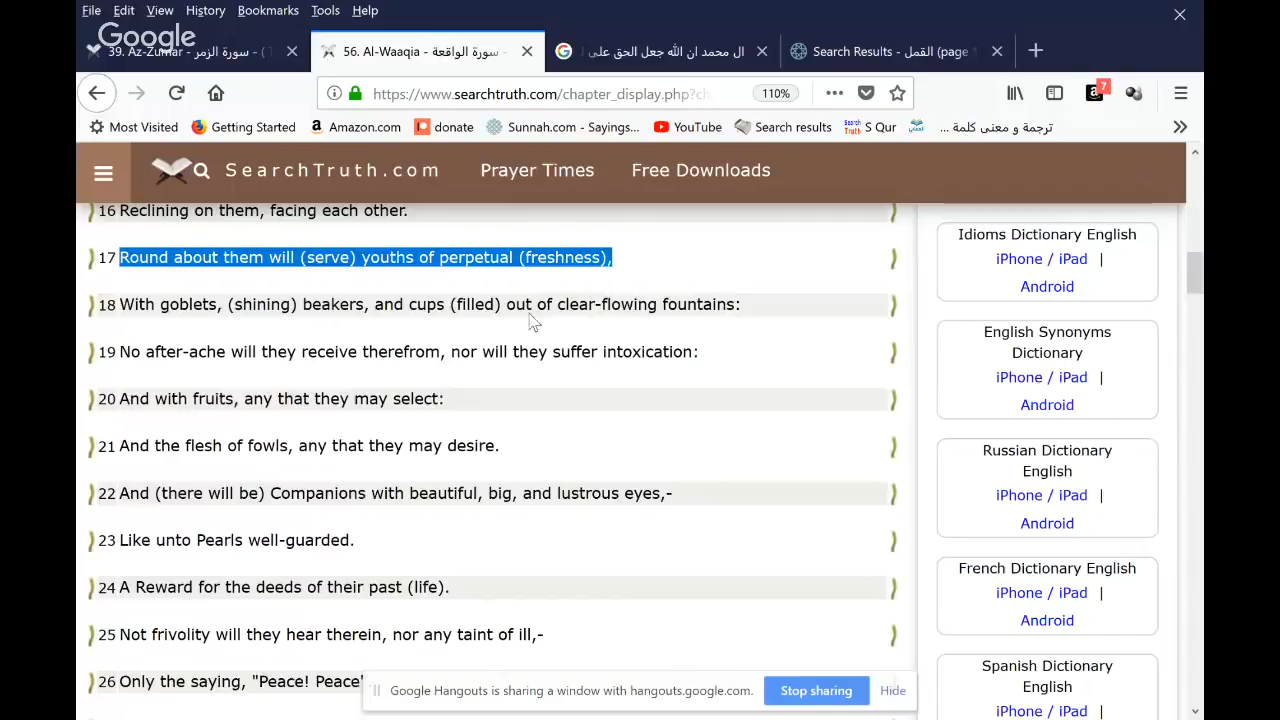 File Edit View History Bookmarks Tools Help
Google
39. Az-Zumar - سورة الزمر - (
56. Al-Waaqia - سورة الواقعة -
ال محمد ان الله جعل الحق على
Search Results - القمل (page
https://www.searchtruth.com/chapter_display.php?ch
110%
7
Most Visited Getting Started Amazon.com donate Sunnah.com - Sayings... YouTube Search results S Qur ترجمة و معنى كلمة ...
SearchTruth.com Prayer Times Free Downloads
16 Reclining on them, facing each other.
17 Round about them will (serve) youths of perpetual (freshness),
18 With goblets, (shining) beakers, and cups (filled) out of clear-flowing fountains:
19 No after-ache will they receive therefrom, nor will they suffer intoxication:
20 And with fruits, any that they may select:
21 And the flesh of fowls, any that they may desire.
22 And (there will be) Companions with beautiful, big, and lustrous eyes,-
23 Like unto Pearls well-guarded.
24 A Reward for the deeds of their past (life).
25 Not frivolity will they hear therein, nor any taint of ill,-
26 Only the saying, "Peace! Peace"
Idioms Dictionary English
iPhone / iPad |
Android
English Synonyms
Dictionary
iPhone / iPad |
Android
Russian Dictionary
English
iPhone / iPad |
Android
French Dictionary English
iPhone / iPad |
Android
Spanish Dictionary
English
iPhone / iPad |
Google Hangouts is sharing a window with hangouts.google.com. Stop sharing Hide